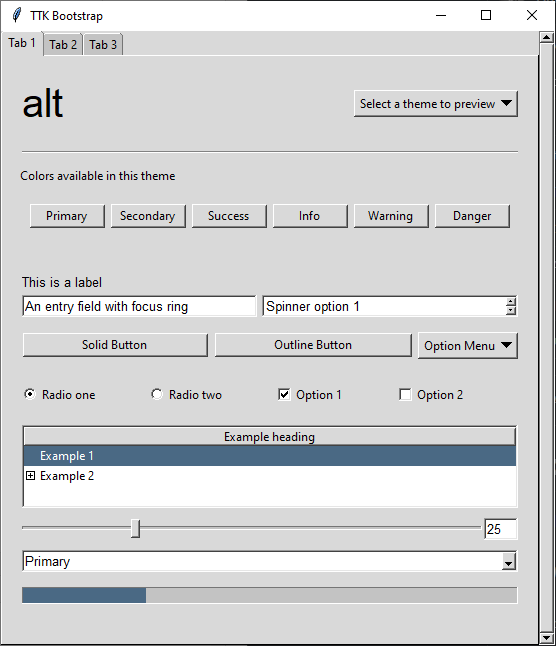 TTK Bootstrap
Tab 1 Tab 2 Tab 3
alt
Select a theme to preview
Colors available in this theme
Primary Secondary Success Info Warning Danger
This is a label
An entry field with focus ring Spinner option 1
Solid Button Outline Button Option Menu
Radio one Radio two Option 1 Option 2
Example heading
Example 1
Example 2
25
Primary